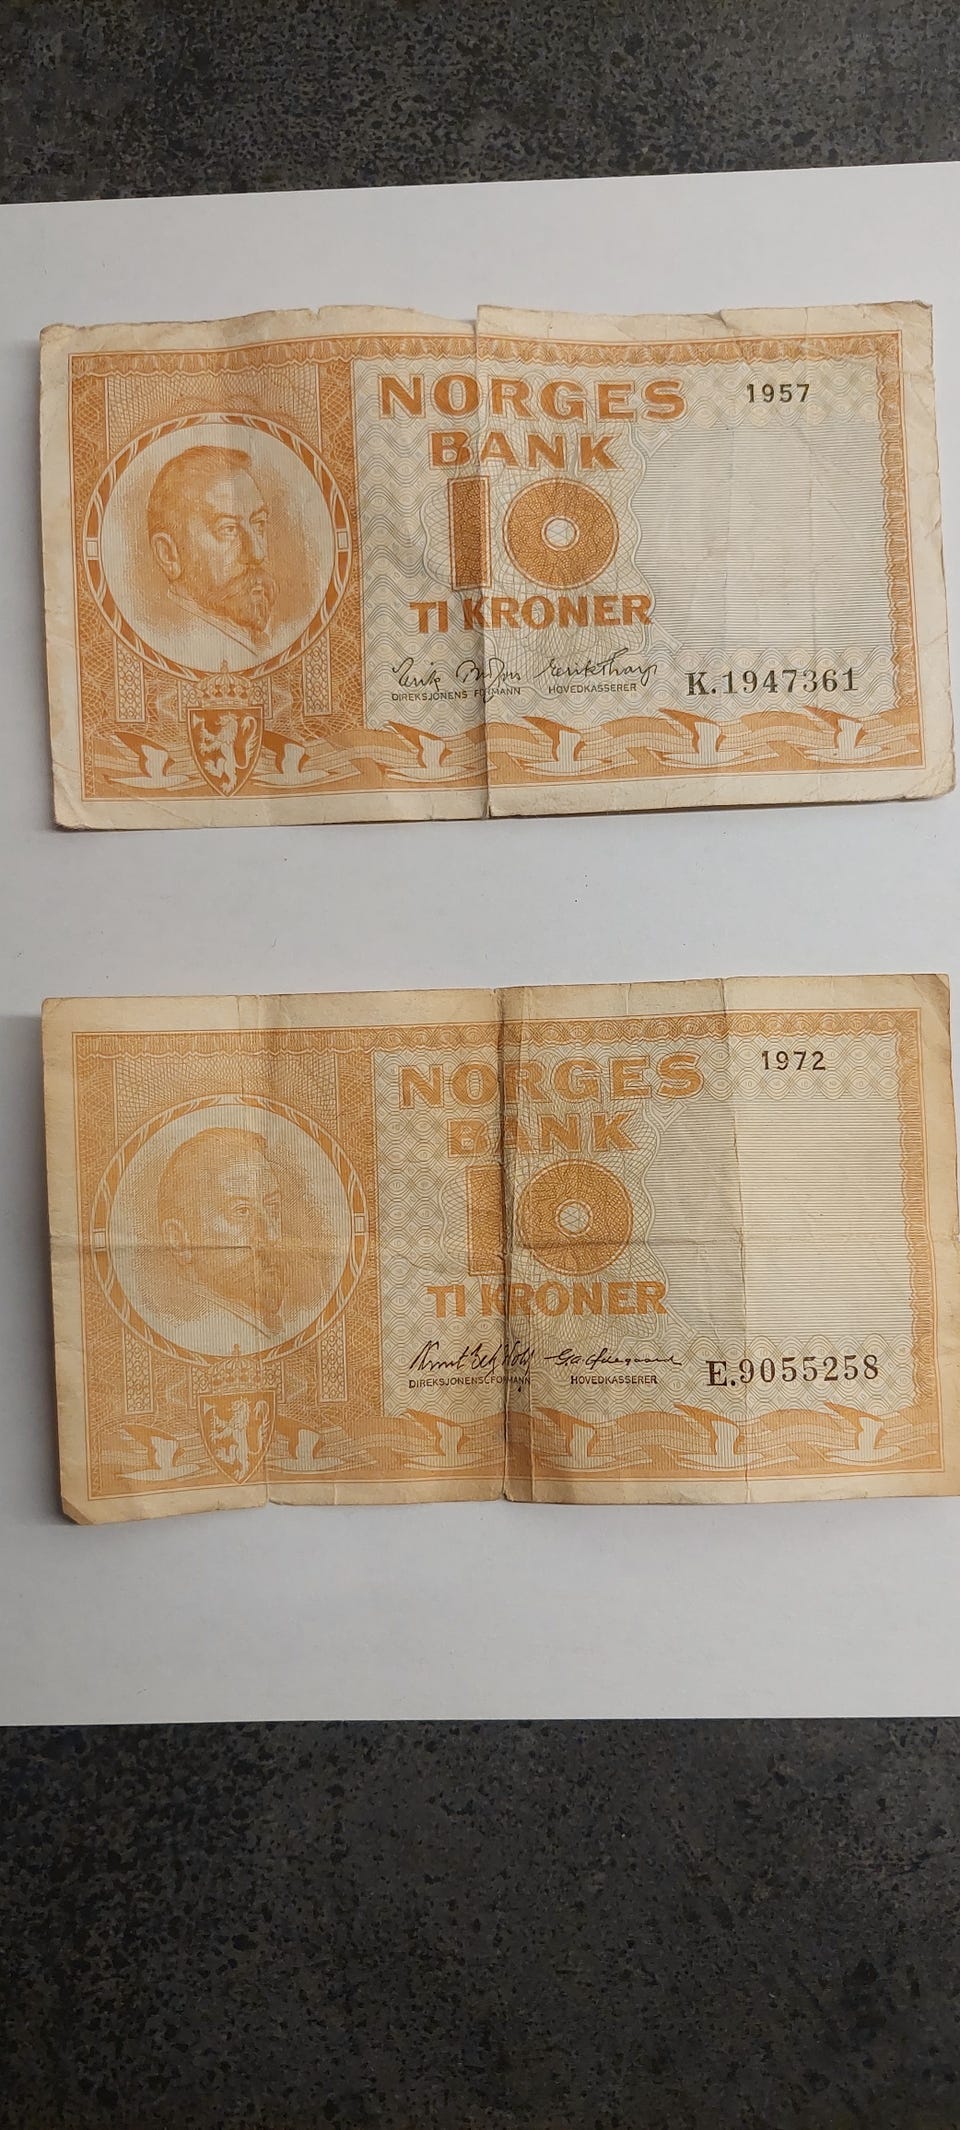 NORGES
1957
BANK
10
TI KRONER
DIREKSJONENS FORMANN
HOVEDKASSERER
K.1947361
NORGES
1972
BANK
10
TI KRONER
DIREKSJONENS FORMANN
HOVEDKASSERER
E.9055258